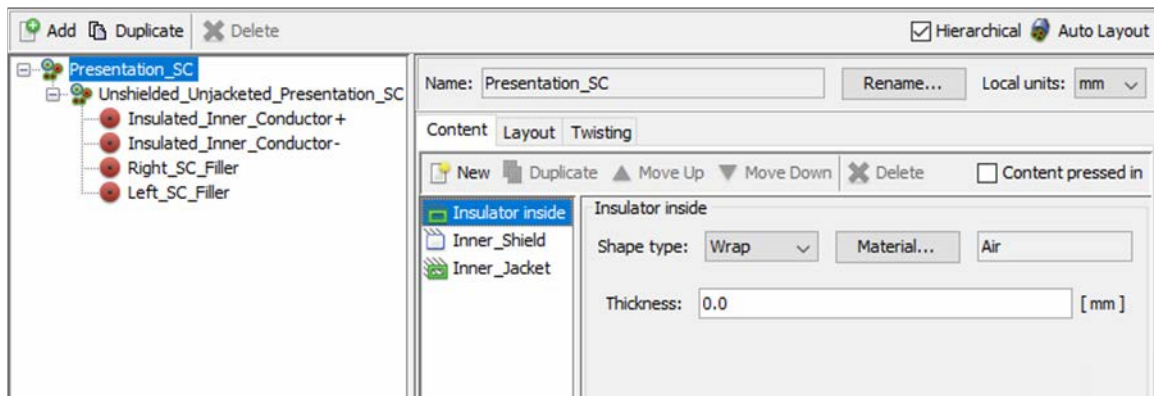 Add Duplicate Delete Hierarchical Auto Layout
Presentation_SC
Unshielded_Unjacketed_Presentation_SC
Insulated_Inner_Conductor+
Insulated_Inner_Conductor-
Right_SC_Filler
Left_SC_Filler
Name: Presentation_SC Rename... Local units: mm
Content Layout Twisting
New Duplicate Move Up Move Down Delete Content pressed in
Insulator inside
Inner_Shield
Inner_Jacket
Insulator inside
Shape type: Wrap Material... Air
Thickness: 0.0 [ mm ]